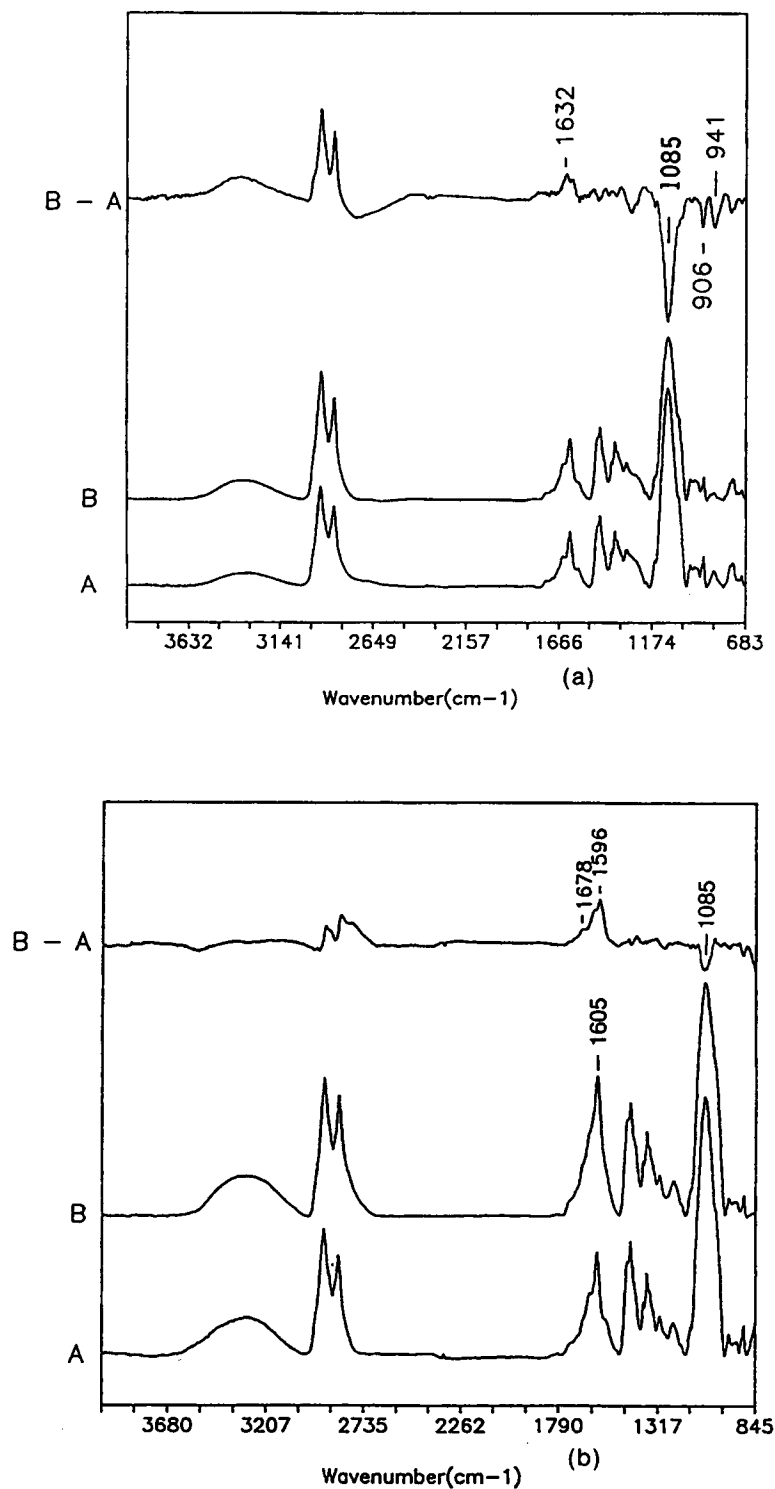 – 1632
1085
– 941
B – A
906 –
B
A
3632 3141 2649 2157 1666 1174 683
(a)
Wavenumber(cm–1)
–1678
–1596
1085
B – A
–1605
B
A
3680 3207 2735 2262 1790 1317 845
(b)
Wavenumber(cm–1)